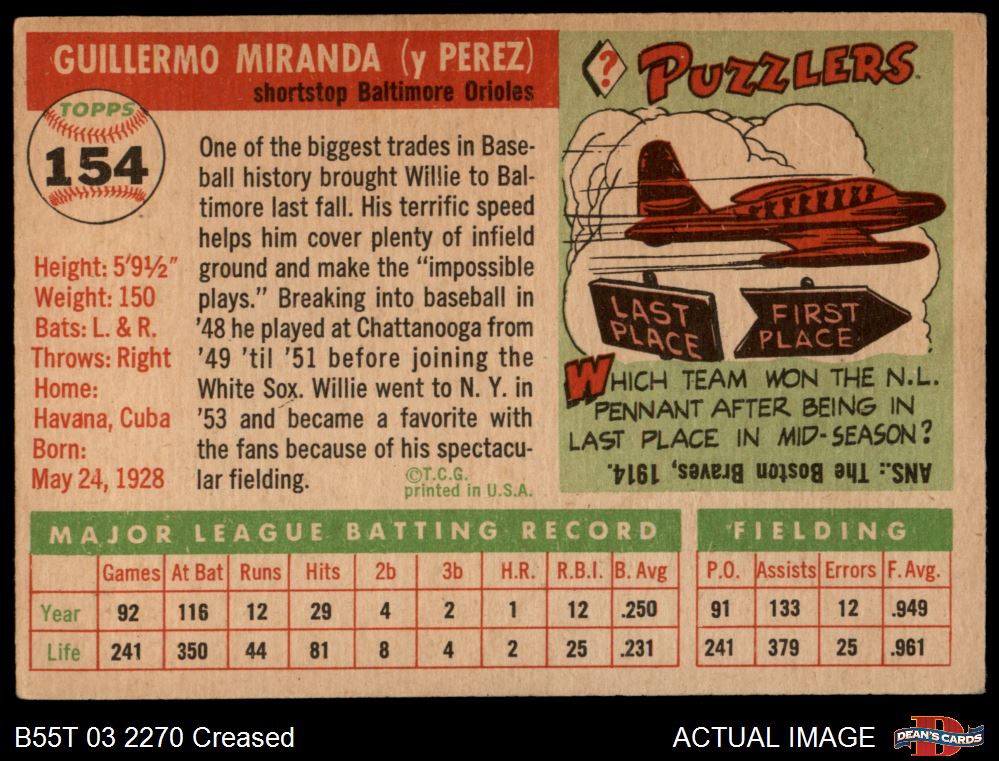 GUILLERMO MIRANDA (y PEREZ)
shortstop Baltimore Orioles
TOPPS
154
Height: 5'9½"
Weight: 150
Bats: L. & R.
Throws: Right
Home:
Havana, Cuba
Born:
May 24, 1928
One of the biggest trades in Base-
ball history brought Willie to Bal-
timore last fall. His terrific speed
helps him cover plenty of infield
ground and make the "impossible
plays." Breaking into baseball in
'48 he played at Chattanooga from
'49 'til '51 before joining the
White Sox. Willie went to N. Y. in
'53 and became a favorite with
the fans because of his spectacu-
lar fielding.
©T.C.G.
printed in U.S.A.
?
PUZZLERS
LAST
PLACE
FIRST
PLACE
WHICH TEAM WON THE N.L.
PENNANT AFTER BEING IN
LAST PLACE IN MID-SEASON?
ANS.: The Boston Braves, 1914.
MAJOR LEAGUE BATTING RECORD
Games At Bat Runs Hits 2b 3b H.R. R.B.I. B. Avg
Year 92 116 12 29 4 2 1 12 .250
Life 241 350 44 81 8 4 2 25 .231
FIELDING
P.O. Assists Errors F. Avg.
91 133 12 .949
241 379 25 .961
B55T 03 2270 Creased
ACTUAL IMAGE
DEAN'S CARDS